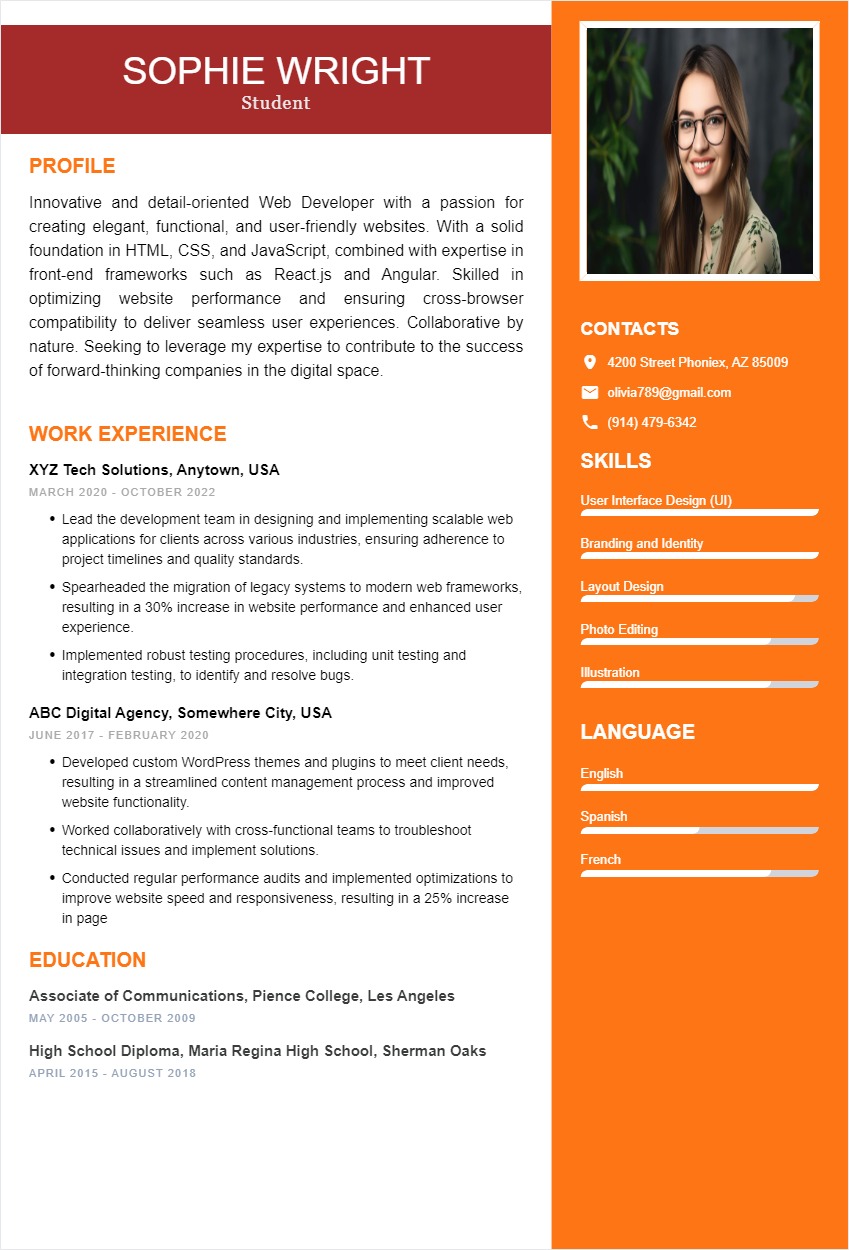 SOPHIE WRIGHT
Student
PROFILE
Innovative and detail-oriented Web Developer with a passion for
creating elegant, functional, and user-friendly websites. With a solid
foundation in HTML, CSS, and JavaScript, combined with expertise in
front-end frameworks such as React.js and Angular. Skilled in
optimizing website performance and ensuring cross-browser
compatibility to deliver seamless user experiences. Collaborative by
nature. Seeking to leverage my expertise to contribute to the success
of forward-thinking companies in the digital space.
WORK EXPERIENCE
XYZ Tech Solutions, Anytown, USA
MARCH 2020 - OCTOBER 2022
• Lead the development team in designing and implementing scalable web
applications for clients across various industries, ensuring adherence to
project timelines and quality standards.
• Spearheaded the migration of legacy systems to modern web frameworks,
resulting in a 30% increase in website performance and enhanced user
experience.
• Implemented robust testing procedures, including unit testing and
integration testing, to identify and resolve bugs.
ABC Digital Agency, Somewhere City, USA
JUNE 2017 - FEBRUARY 2020
• Developed custom WordPress themes and plugins to meet client needs,
resulting in a streamlined content management process and improved
website functionality.
• Worked collaboratively with cross-functional teams to troubleshoot
technical issues and implement solutions.
• Conducted regular performance audits and implemented optimizations to
improve website speed and responsiveness, resulting in a 25% increase
in page
EDUCATION
Associate of Communications, Pience College, Les Angeles
MAY 2005 - OCTOBER 2009
High School Diploma, Maria Regina High School, Sherman Oaks
APRIL 2015 - AUGUST 2018
CONTACTS
4200 Street Phoniex, AZ 85009
olivia789@gmail.com
(914) 479-6342
SKILLS
User Interface Design (UI)
Branding and Identity
Layout Design
Photo Editing
Illustration
LANGUAGE
English
Spanish
French